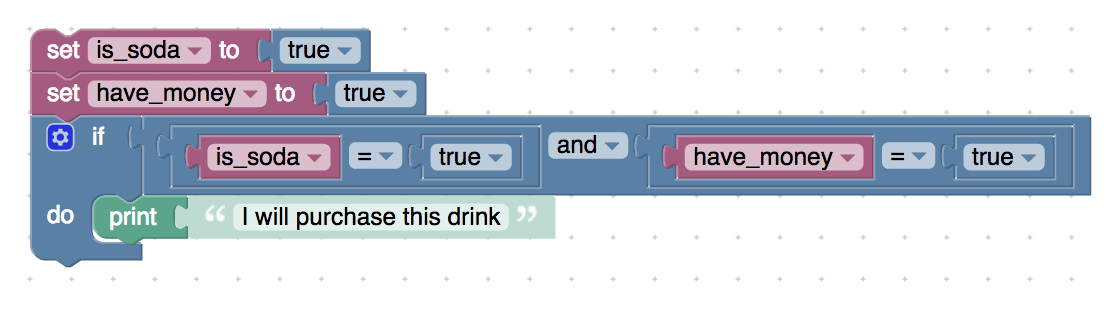 set is_soda to true
set have_money to true
if is_soda = true and have_money = true
do print “ I will purchase this drink ”